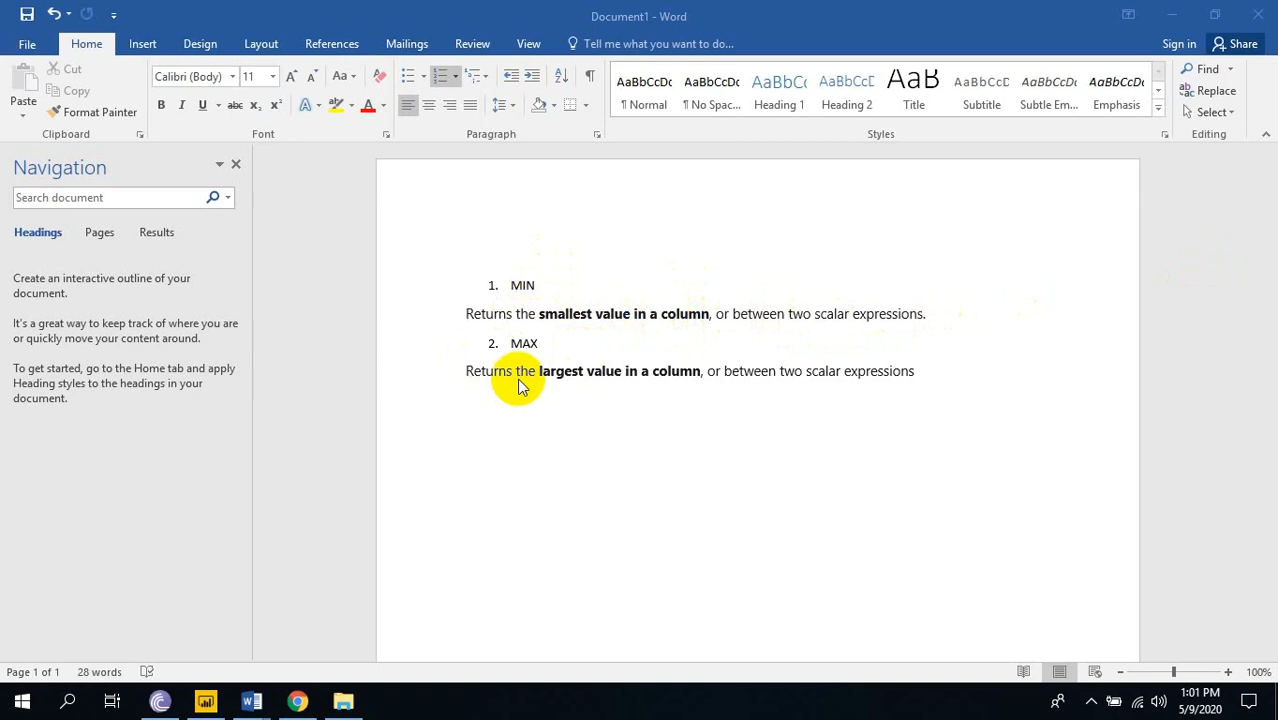 Document1 - Word
File Home Insert Design Layout References Mailings Review View Tell me what you want to do... Sign in Share
Paste
Cut
Copy
Format Painter
Clipboard
Calibri (Body) 11
Font
Paragraph
AaBbCcDc AaBbCcDc AaBbCc AaBbCcD AaB AaBbCcD AaBbCcDc AaBbCcDc
¶ Normal ¶ No Spac... Heading 1 Heading 2 Title Subtitle Subtle Em... Emphasis
Styles
Find
Replace
Select
Editing
Navigation
Search document
Headings Pages Results
Create an interactive outline of your
document.
It's a great way to keep track of where you are
or quickly move your content around.
To get started, go to the Home tab and apply
Heading styles to the headings in your
document.
1. MIN
Returns the smallest value in a column, or between two scalar expressions.
2. MAX
Returns the largest value in a column, or between two scalar expressions
Page 1 of 1 28 words 100%
1:01 PM
5/9/2020